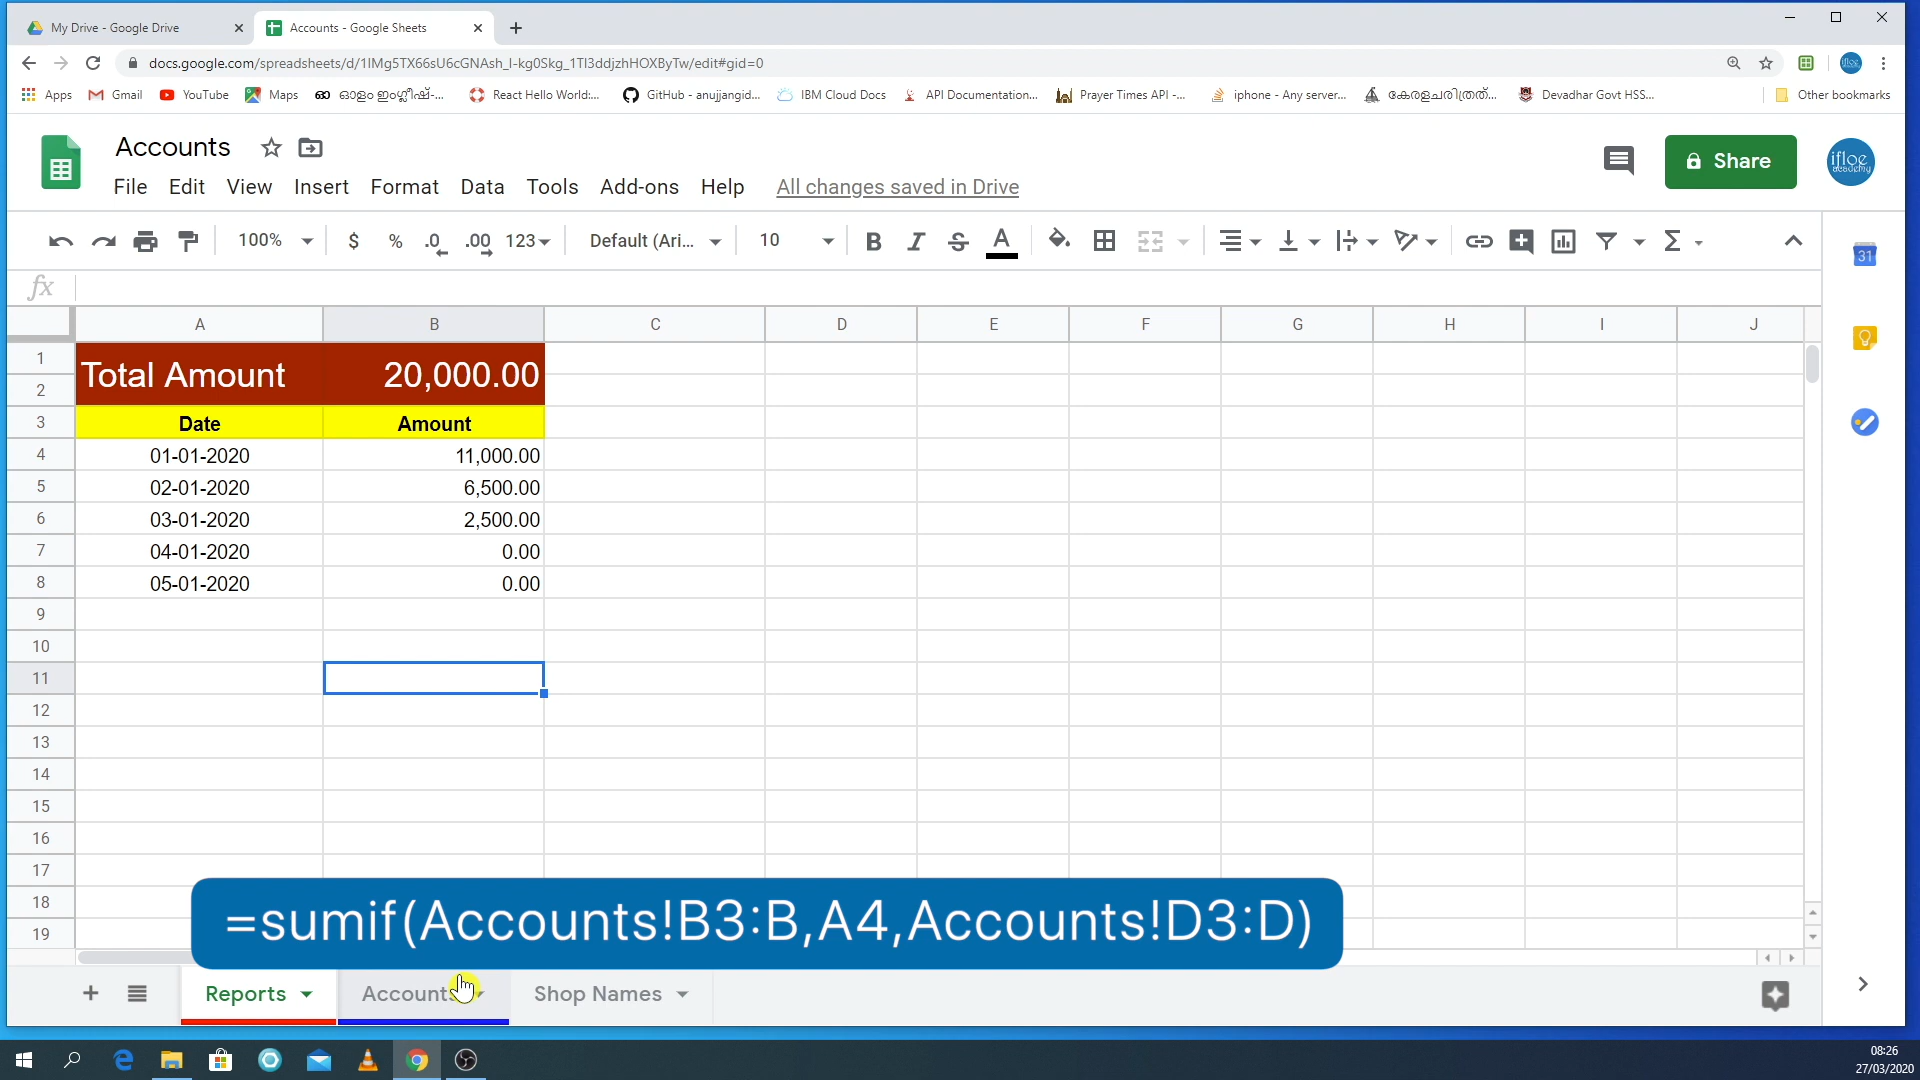 My Drive - Google Drive
Accounts - Google Sheets
docs.google.com/spreadsheets/d/1IMg5TX66sU6cGNAsh_I-kg0Skg_1TI3ddjzhHOXByTw/edit#gid=0
Apps Gmail YouTube Maps ഓളം ഇംഗ്ലീഷ്-... React Hello World:... GitHub - anujjangid... IBM Cloud Docs API Documentation... Prayer Times API -... iphone - Any server... കേരളചരിത്രത്... Devadhar Govt HSS... Other bookmarks
Accounts
Share
ifloe academy
File Edit View Insert Format Data Tools Add-ons Help All changes saved in Drive
100% $ % .0 .00 123 Default (Ari... 10 B I S A Σ
31
fx
A B C D E F G H I J
1 Total Amount 20,000.00
2
3 Date Amount
4 01-01-2020 11,000.00
5 02-01-2020 6,500.00
6 03-01-2020 2,500.00
7 04-01-2020 0.00
8 05-01-2020 0.00
9
10
11
12
13
14
15
16
17
18
19
=sumif(Accounts!B3:B,A4,Accounts!D3:D)
Reports Accounts Shop Names
08:26
27/03/2020